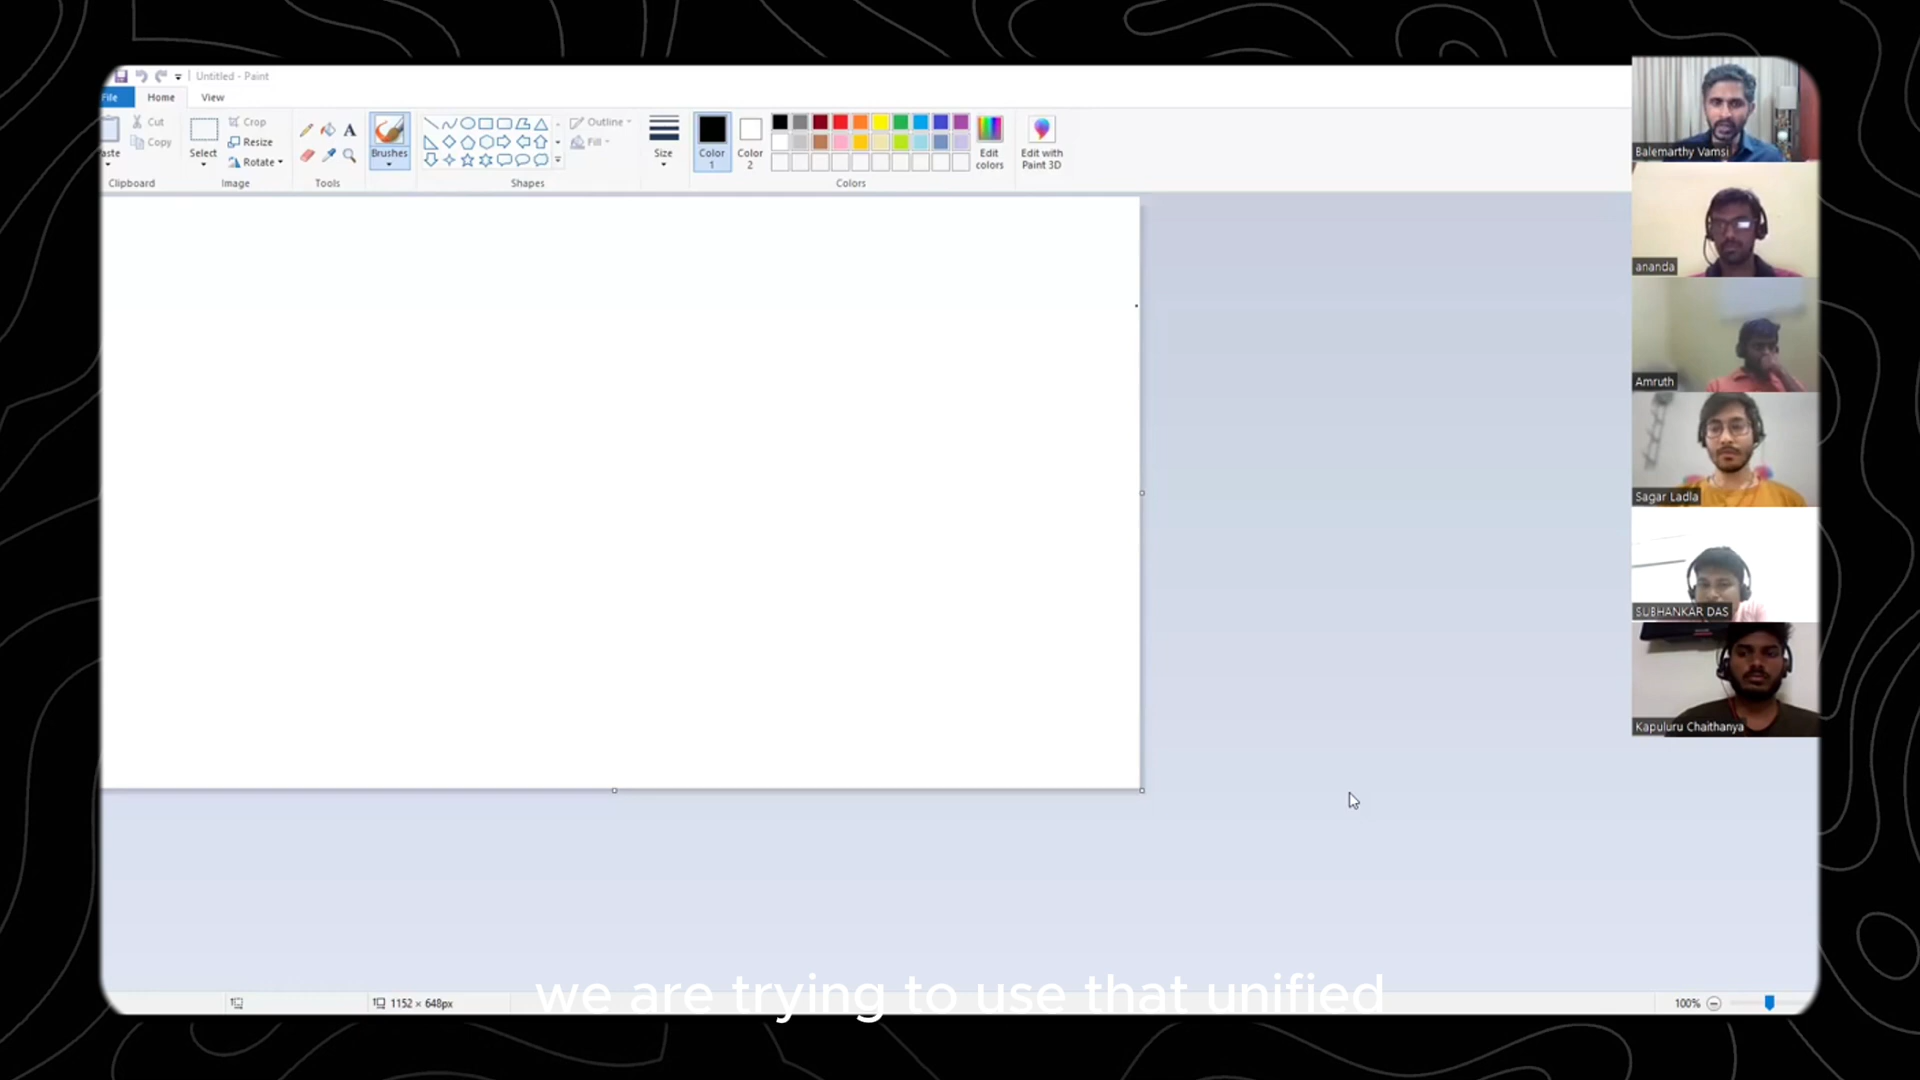 Untitled - Paint
File
Home
View
Cut
Copy
aste
Clipboard
Select
Crop
Resize
Rotate
Image
Tools
Brushes
Shapes
Outline
Fill
Size
Color
1
Color
2
Colors
Edit
colors
Edit with
Paint 3D
Balemarthy Vamsi
ananda
Amruth
Sagar Ladla
SUBHANKAR DAS
Kapuluru Chaithanya
we are trying to use that unified
1152 × 648px
100%